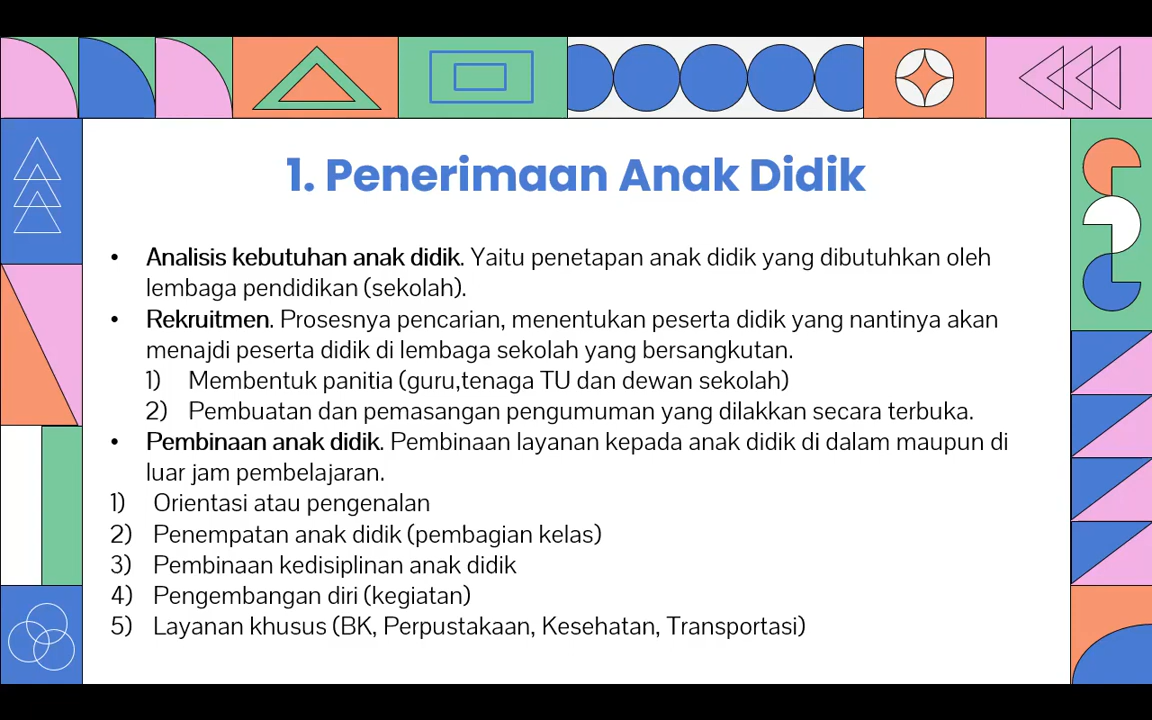 1. Penerimaan Anak Didik
• Analisis kebutuhan anak didik. Yaitu penetapan anak didik yang dibutuhkan oleh
lembaga pendidikan (sekolah).
• Rekruitmen. Prosesnya pencarian, menentukan peserta didik yang nantinya akan
menajdi peserta didik di lembaga sekolah yang bersangkutan.
1) Membentuk panitia (guru,tenaga TU dan dewan sekolah)
2) Pembuatan dan pemasangan pengumuman yang dilakkan secara terbuka.
• Pembinaan anak didik. Pembinaan layanan kepada anak didik di dalam maupun di
luar jam pembelajaran.
1) Orientasi atau pengenalan
2) Penempatan anak didik (pembagian kelas)
3) Pembinaan kedisiplinan anak didik
4) Pengembangan diri (kegiatan)
5) Layanan khusus (BK, Perpustakaan, Kesehatan, Transportasi)